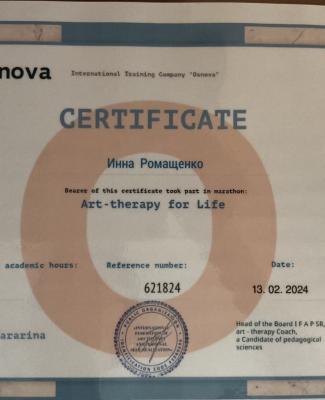 nova International Training Company "Osnova"
CERTIFICATE
Инна Ромащенко
Bearer of this certificate took part in marathon:
Art-therapy for Life
academic hours: Reference number: Date:
621824 13. 02. 2024
ararina
Head of the Board I F A P SR,
art - therapy Coach,
a Candidate of pedagogical
sciences